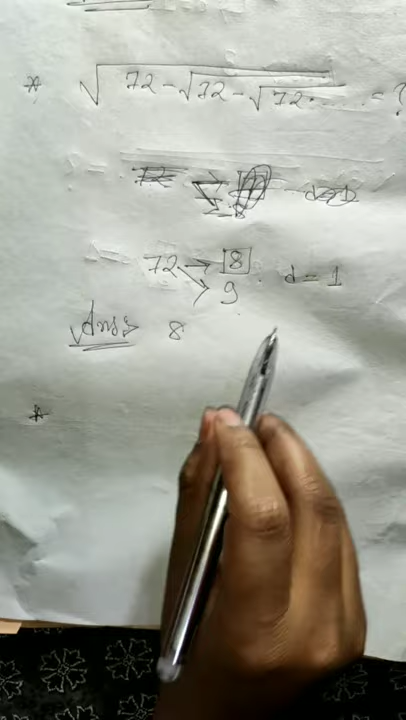 * √72-√72-√72- ..... = ?
72 → 8
9 d = 1
Ans> 8
*